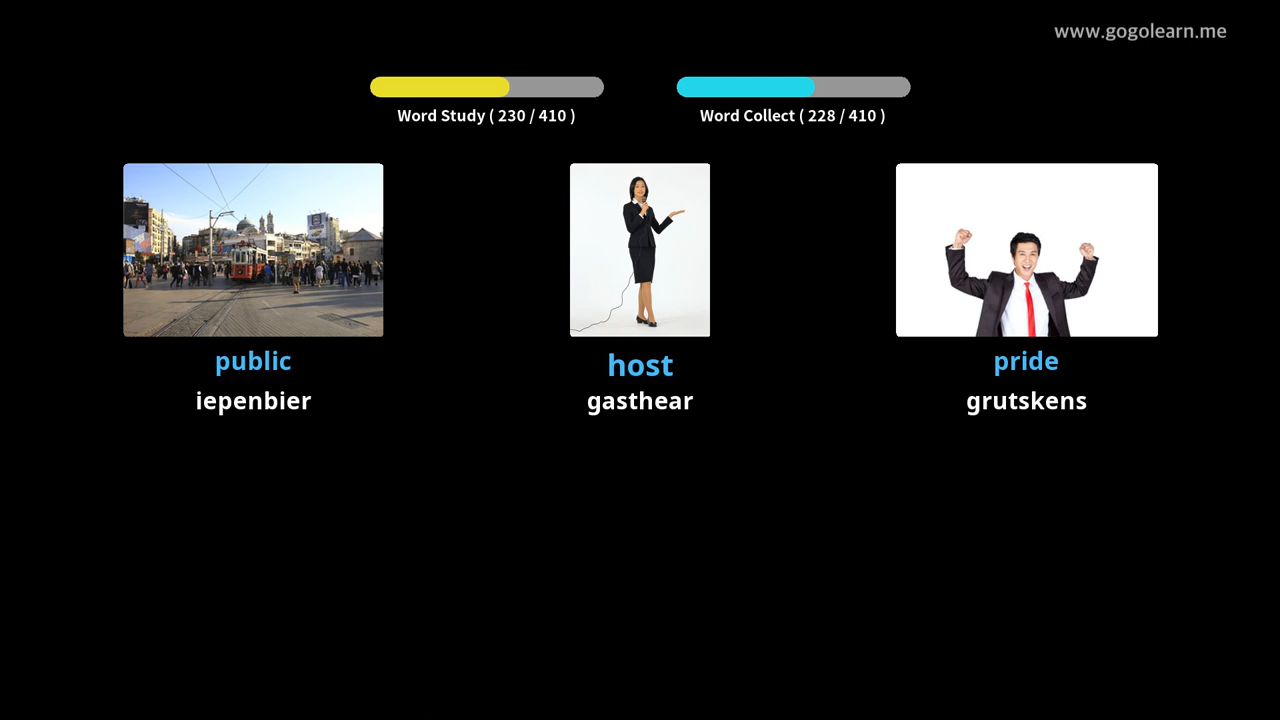 www.gogolearn.me
Word Study ( 230 / 410 )
Word Collect ( 228 / 410 )
public
host
pride
iepenbier
gasthear
grutskens